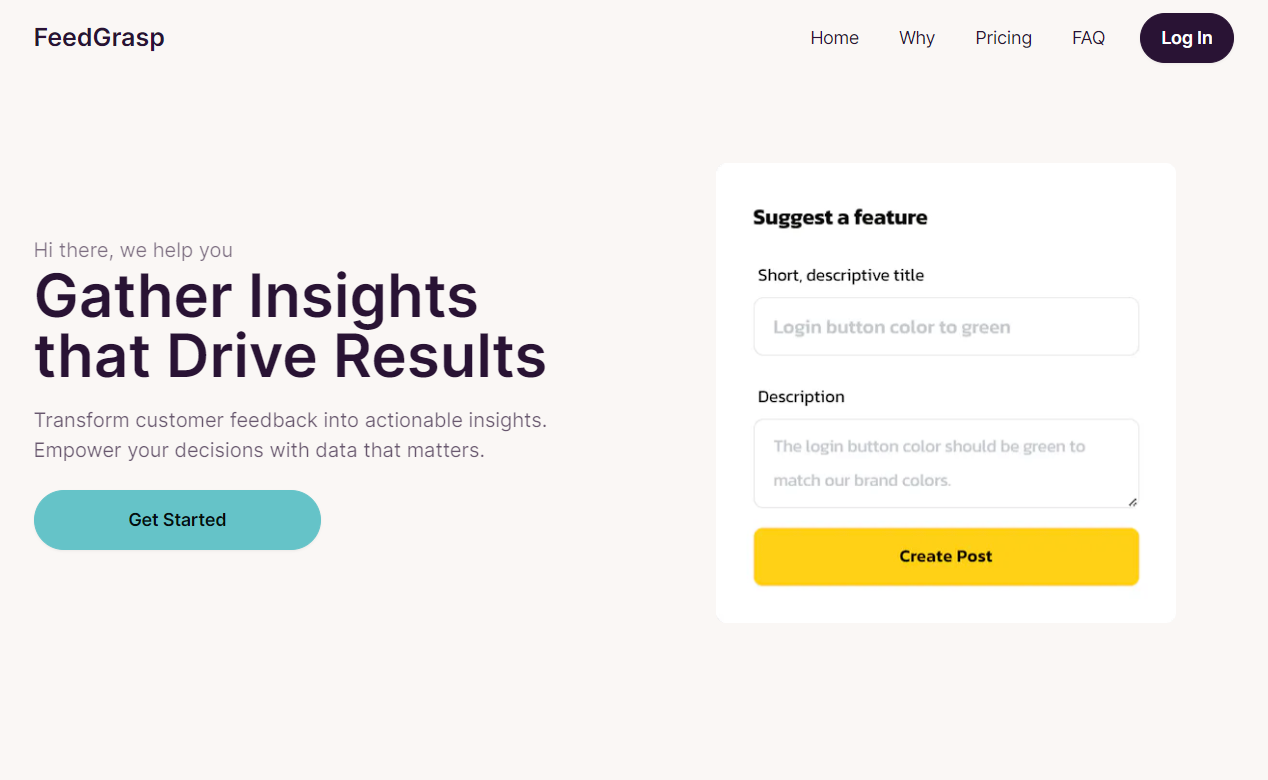 FeedGrasp
Home
Why
Pricing
FAQ
Log In
Hi there, we help you
Gather Insights
that Drive Results
Transform customer feedback into actionable insights.
Empower your decisions with data that matters.
Get Started
Suggest a feature
Short, descriptive title
Login button color to green
Description
The login button color should be green to
match our brand colors.
Create Post